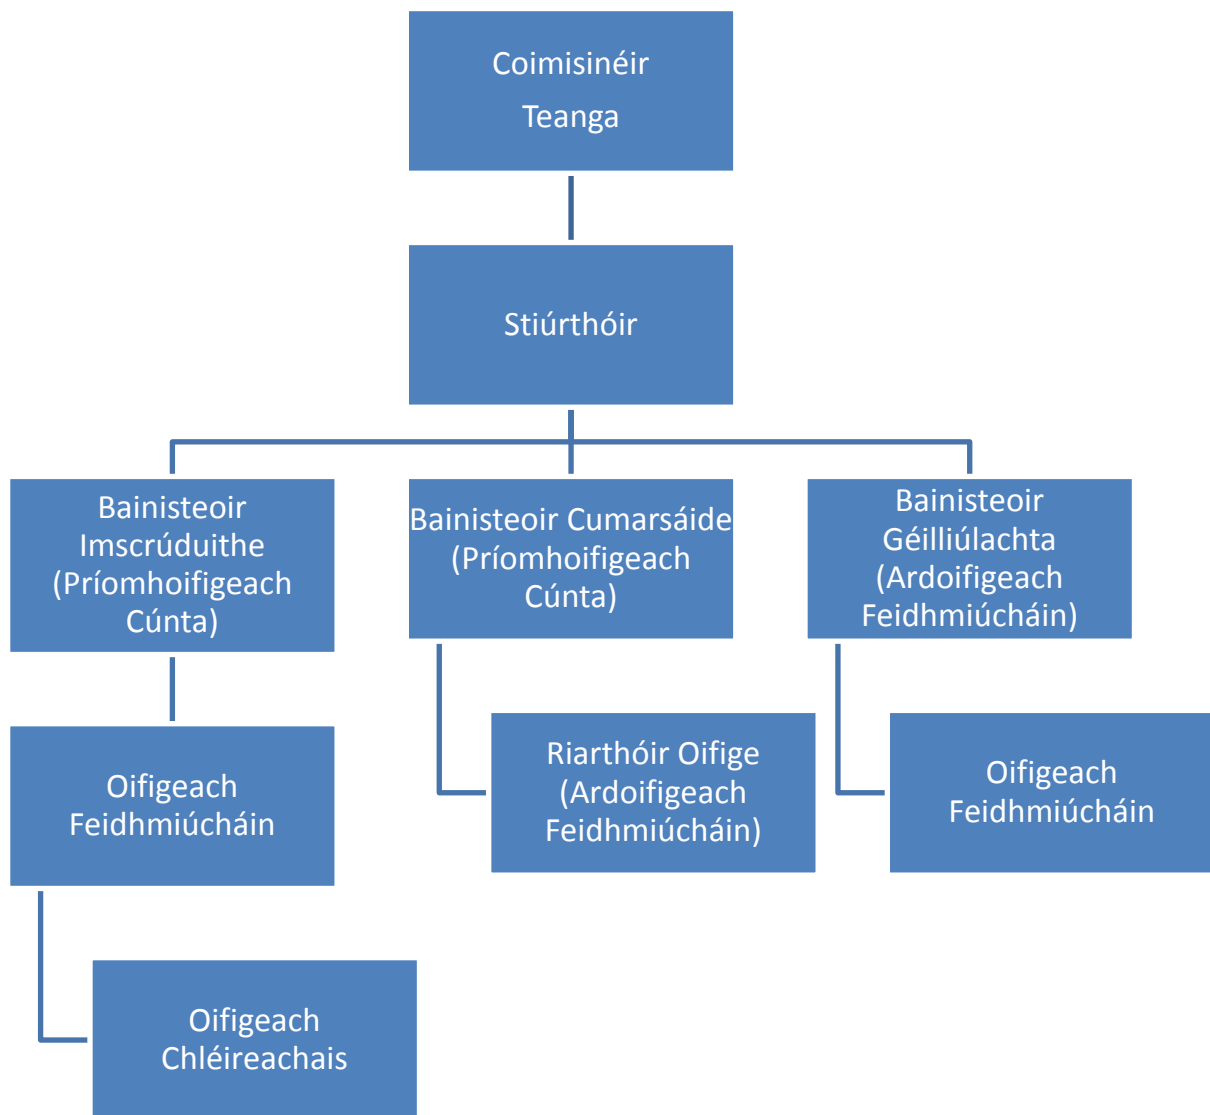 Coimisinéir
Teanga
Stiúrthóir
Bainisteoir
Imscrúduithe
(Príomhoifigeach
Cúnta)
Bainisteoir Cumarsáide
(Príomhoifigeach
Cúnta)
Bainisteoir
Géilliúlachta
(Ardoifigeach
Feidhmiúcháin)
Oifigeach
Feidhmiúcháin
Riarthóir Oifige
(Ardoifigeach
Feidhmiúcháin)
Oifigeach
Feidhmiúcháin
Oifigeach
Chléireachais